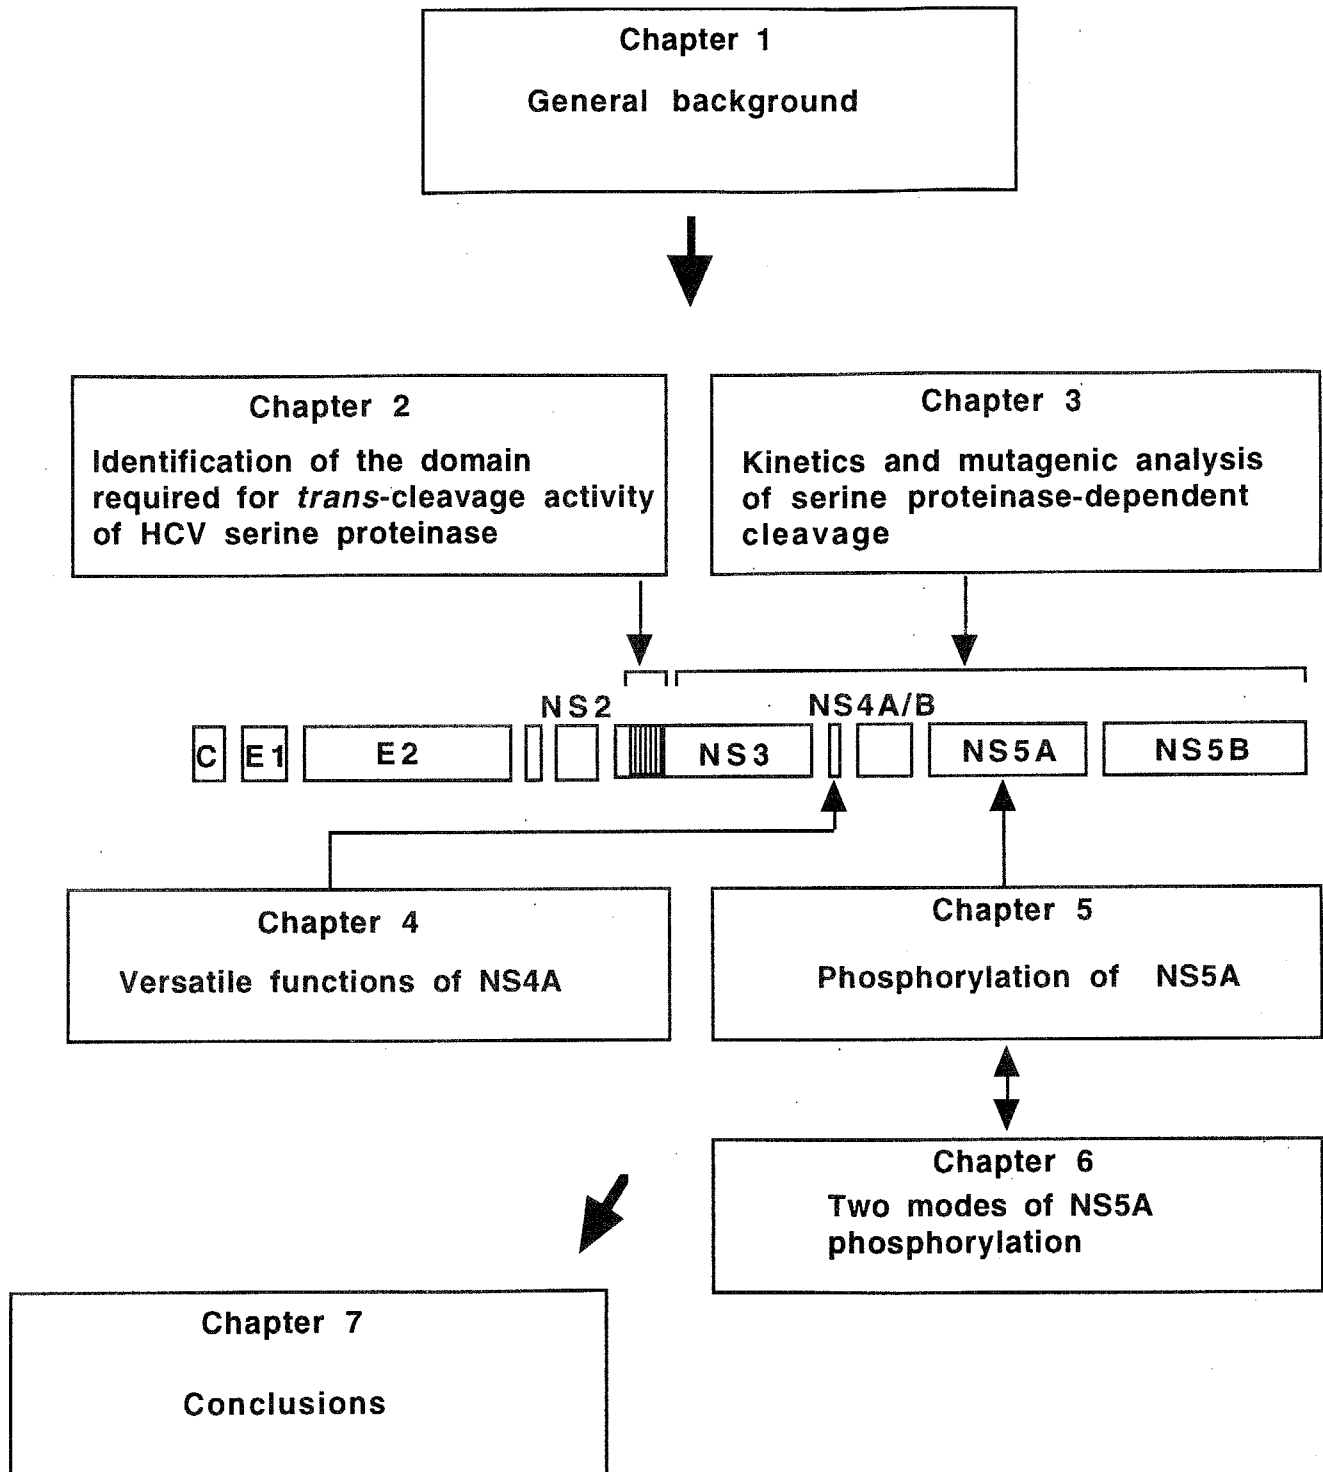 Chapter 1
General background
Chapter 2
Identification of the domain
required for trans-cleavage activity
of HCV serine proteinase
Chapter 3
Kinetics and mutagenic analysis
of serine proteinase-dependent
cleavage
NS2
NS4A/B
C
E1
E2
NS3
NS5A
NS5B
Chapter 4
Versatile functions of NS4A
Chapter 5
Phosphorylation of NS5A
Chapter 6
Two modes of NS5A
phosphorylation
Chapter 7
Conclusions